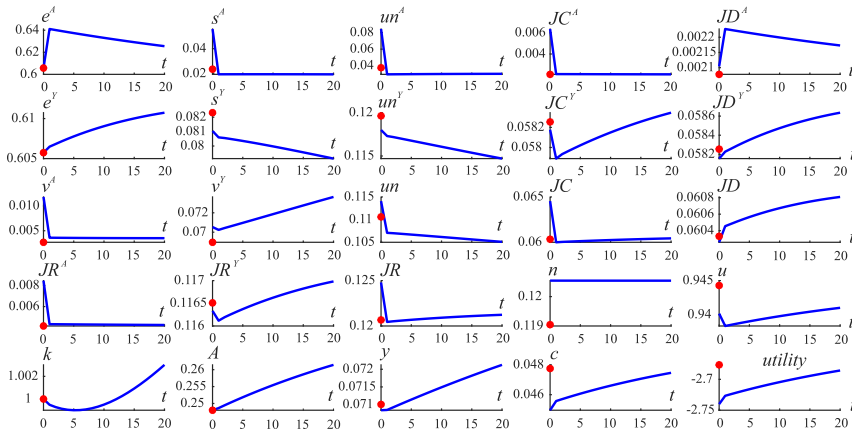 e^A s^A un^A JC^A JD^A
0.64 0.04 0.08 0.006 0.0022
0.62 0.06 0.004 0.00215
0.6 0.02 0.04 0.0021
t t t t t
0 5 10 15 20 0 5 10 15 20 0 5 10 15 20 0 5 10 15 20 0 5 10 15 20
e^Y s^Y un^Y JC^Y JD^Y
0.61 0.082 0.12 0.0582 0.0586
0.081 0.0584
0.605 0.08 0.115 0.058 0.0582
t t t t t
0 5 10 15 20 0 5 10 15 20 0 5 10 15 20 0 5 10 15 20 0 5 10 15 20
v^A v^Y un JC JD
0.010 0.072 0.115 0.065 0.0608
0.005 0.07 0.11 0.0604
0.105 0.06
t t t t t
0 5 10 15 20 0 5 10 15 20 0 5 10 15 20 0 5 10 15 20 0 5 10 15 20
JR^A JR^Y JR n u
0.008 0.117 0.125 0.12 0.945
0.006 0.1165 0.94
0.116 0.12 0.119
t t t t t
0 5 10 15 20 0 5 10 15 20 0 5 10 15 20 0 5 10 15 20 0 5 10 15 20
k A y c utility
1.002 0.26 0.072 0.048 -2.7
1 0.25 0.0715 0.046
0.071 -2.75
t t t t t
0 5 10 15 20 0 5 10 15 20 0 5 10 15 20 0 5 10 15 20 0 5 10 15 20